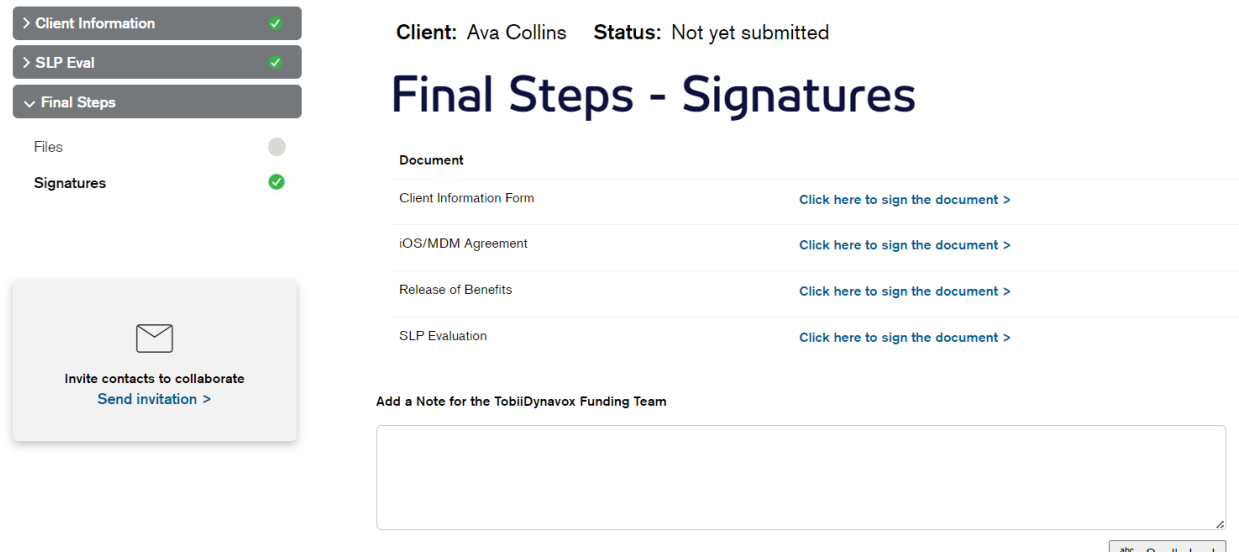 Client Information
SLP Eval
Final Steps
Files
Signatures
Invite contacts to collaborate
Send invitation >
Client: Ava Collins Status: Not yet submitted
Final Steps - Signatures
Document
Client Information Form Click here to sign the document >
iOS/MDM Agreement Click here to sign the document >
Release of Benefits Click here to sign the document >
SLP Evaluation Click here to sign the document >
Add a Note for the TobiiDynavox Funding Team